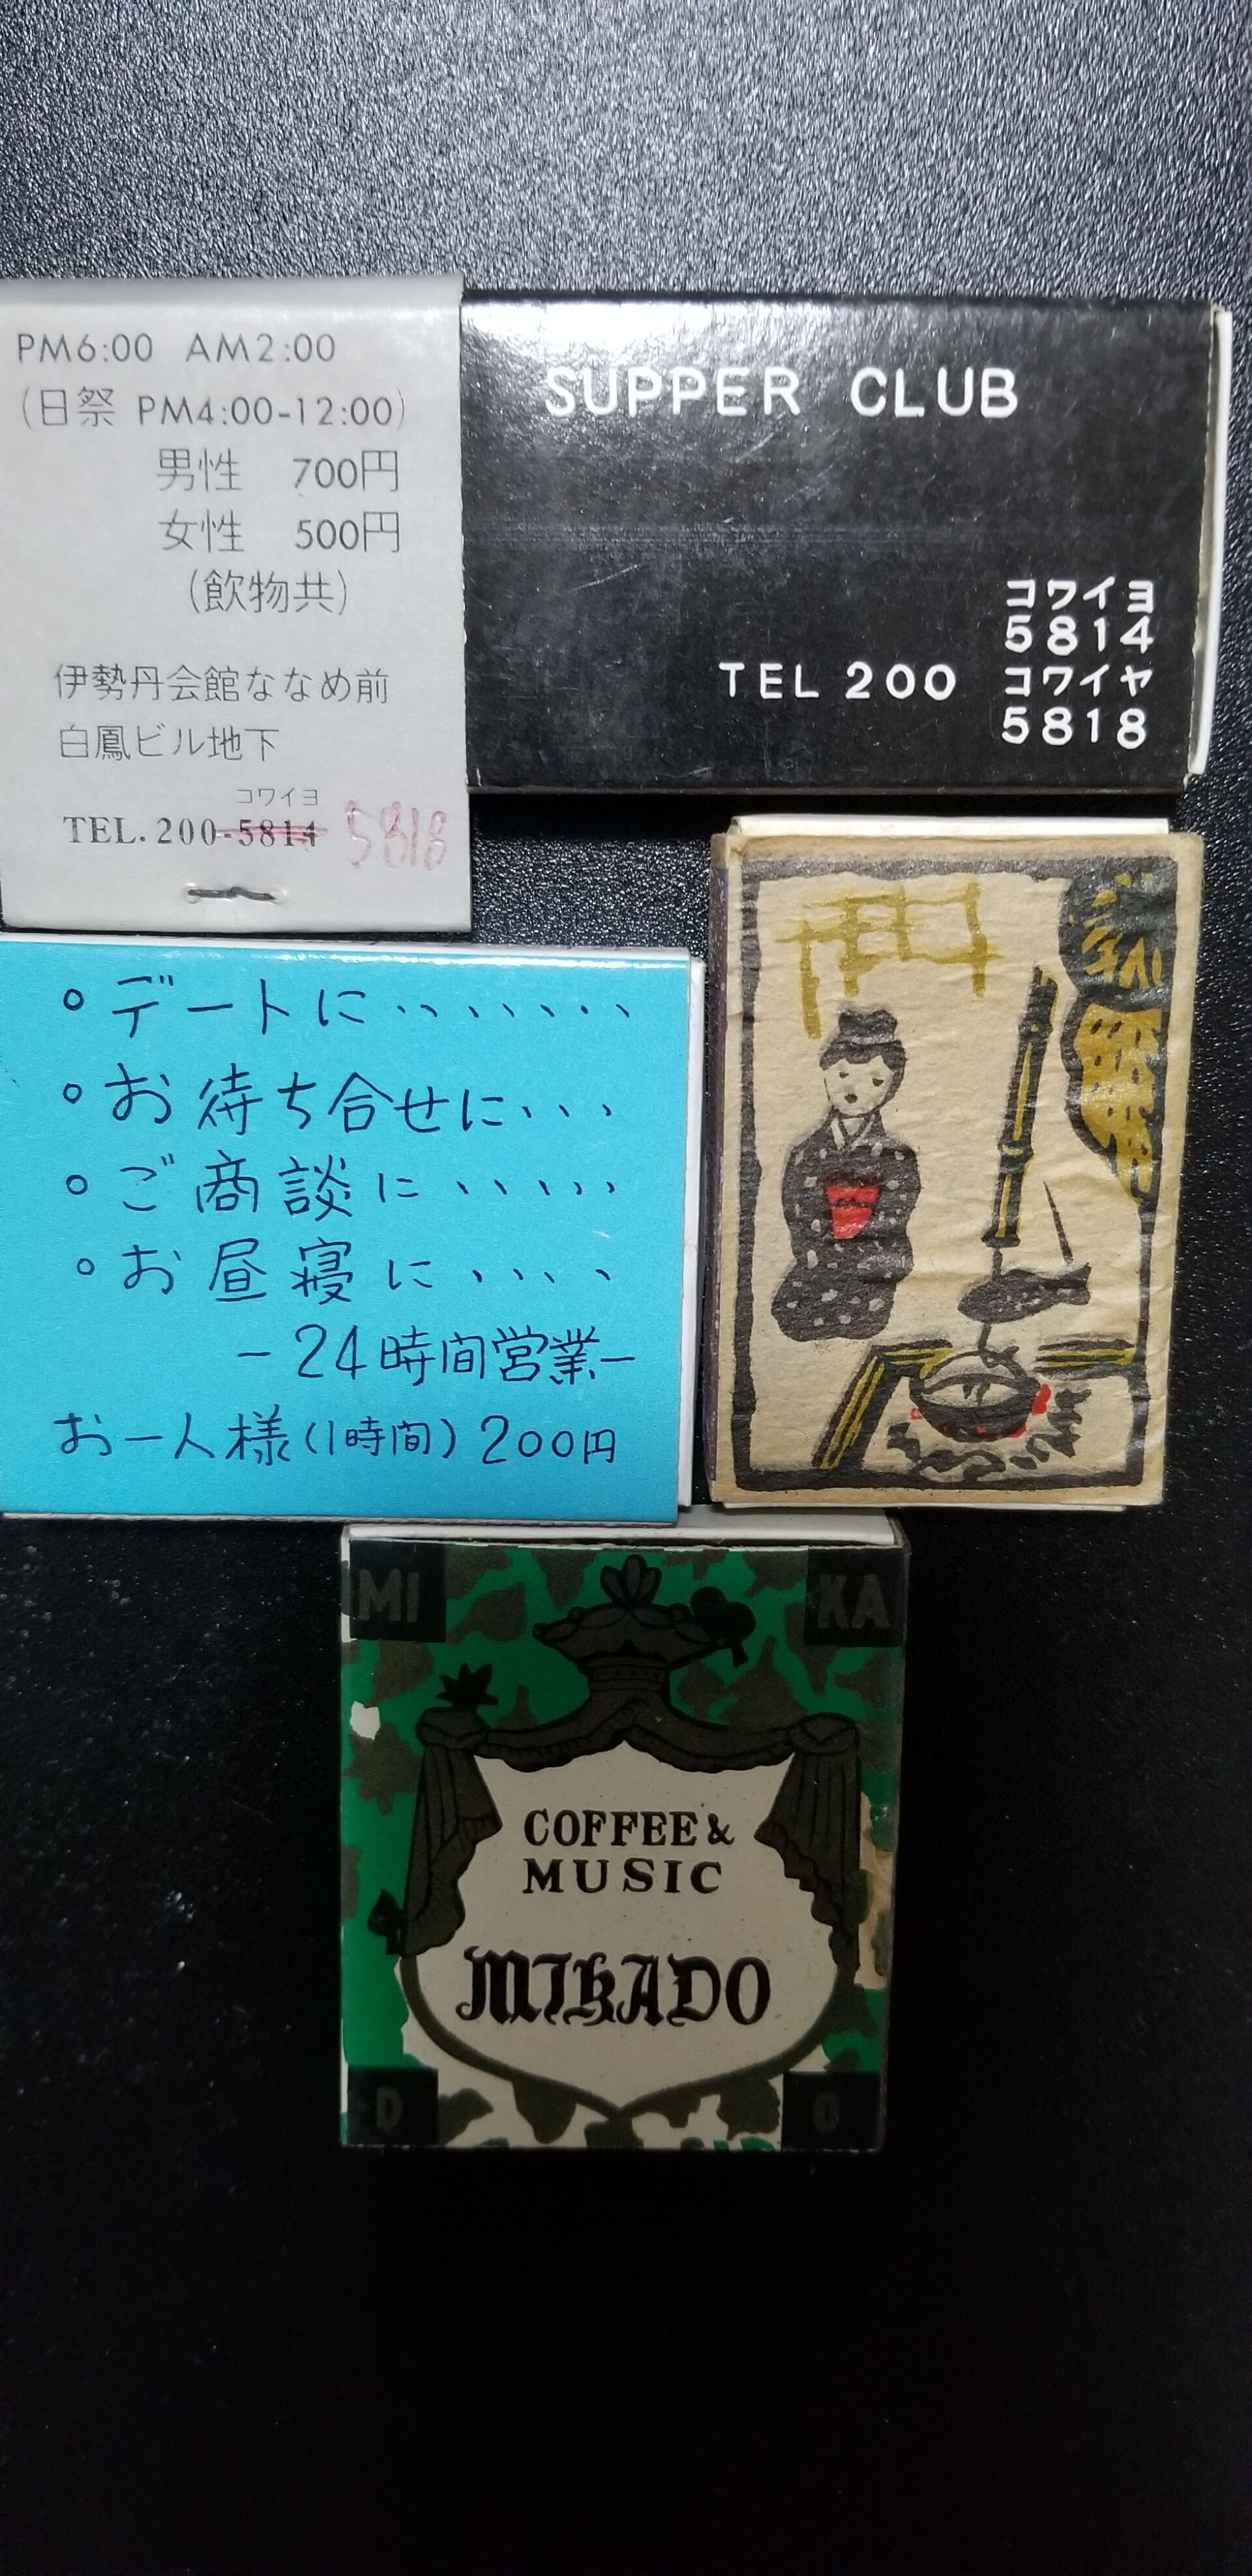 PM6:00 AM2:00
(日祭 PM4:00-12:00)
男性 700円
女性 500円
(飲物共)
伊勢丹会館ななめ前
白鳳ビル地下
コワイヨ
TEL. 200-5814 5818
SUPPER CLUB
コワイヨ
5814
TEL 200 コワイヤ
5818
。デートに、、、、、、、
。お待ち合せに、、、
。ご商談に、、、、、
。お昼寝に、、、、
-24時間営業-
お一人様(1時間)200円
MI KA
COFFEE &
MUSIC
MIKADO
D O